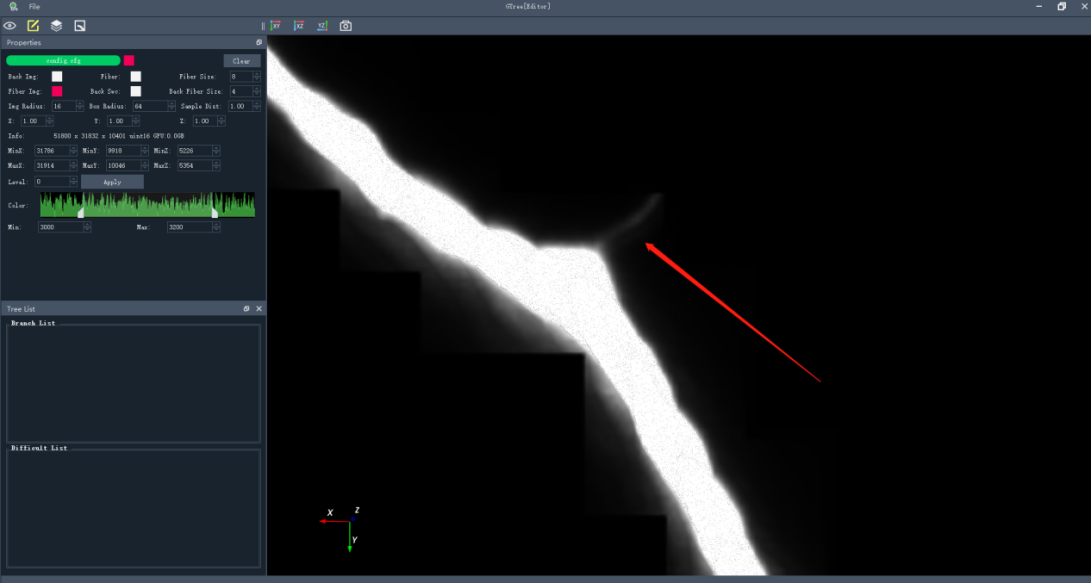 File
GTree[Editor]
XY XZ YZ
Properties
config.cfg
Clear
Back Img: Fiber: Fiber Size: 8
Fiber Img: Back Swc: Back Fiber Size: 4
Img Radius: 16 Box Radius: 64 Sample Dist: 1.00
X: 1.00 Y: 1.00 Z: 1.00
Info: 51800 x 31832 x 10401 uint16 GPU:0.0GB
MinX: 31786 MinY: 9918 MinZ: 5226
MaxX: 31914 MaxY: 10046 MaxZ: 5354
Level: 0 Apply
Color:
Min: 3000 Max: 3200
Tree List
Branch List
Difficult List
X Z
Y